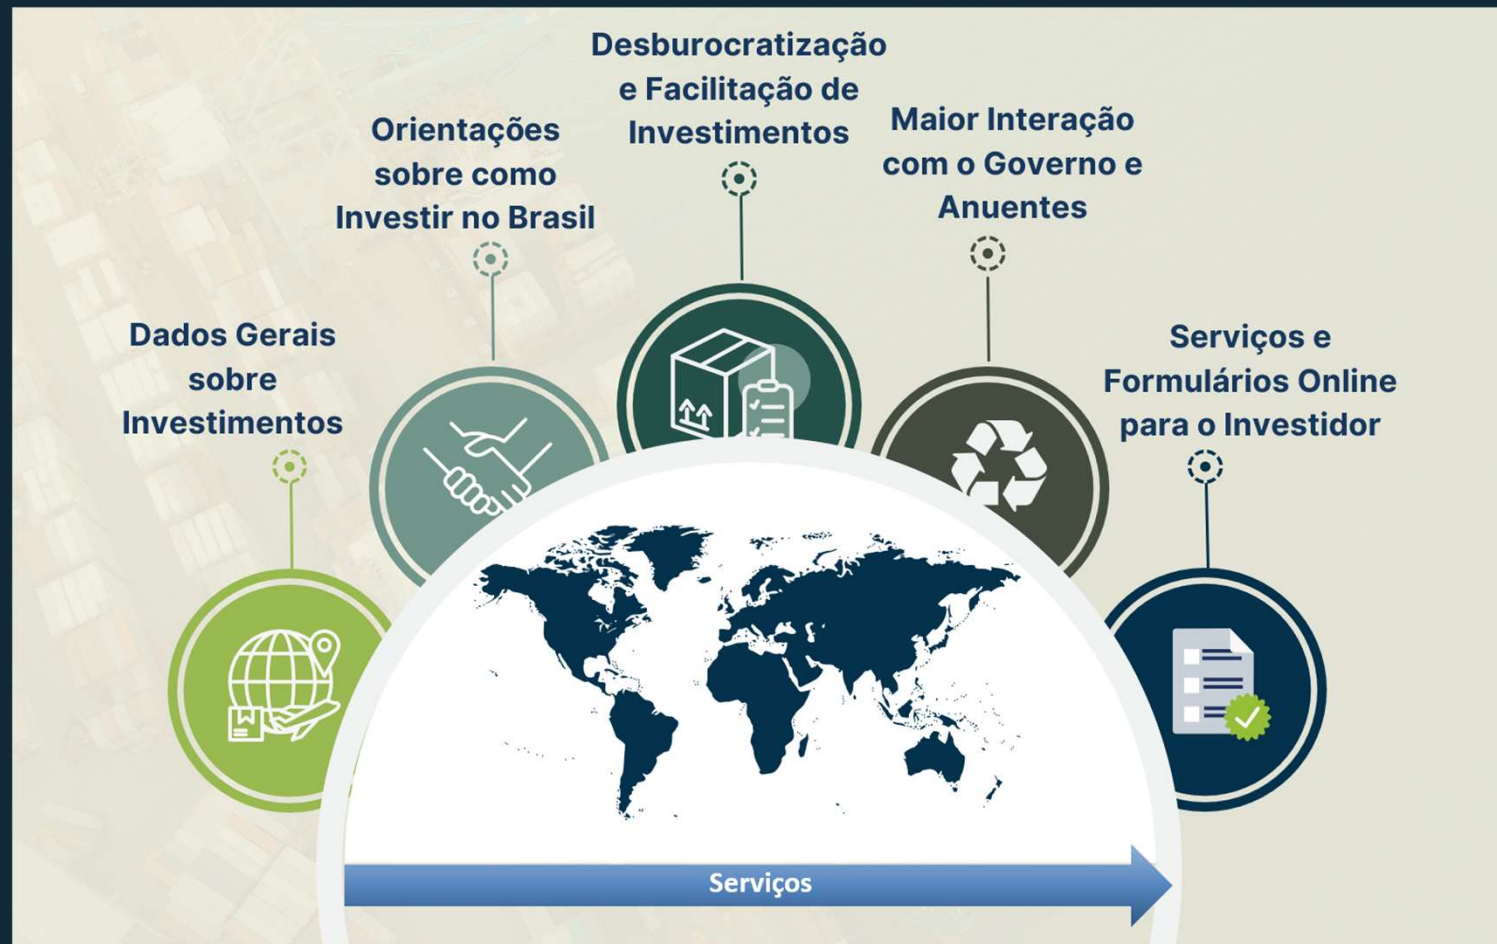 Dados Gerais
sobre
Investimentos
Orientações
sobre como
Investir no Brasil
Desburocratização
e Facilitação de
Investimentos
Maior Interação
com o Governo e
Anuentes
Serviços e
Formulários Online
para o Investidor
Serviços